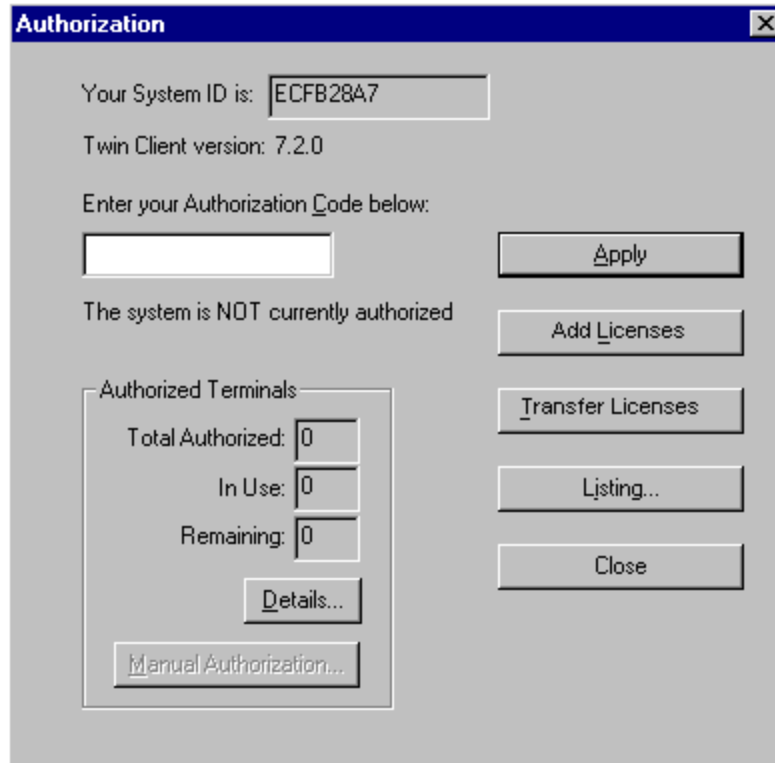 Authorization
Your System ID is: ECFB28A7
Twin Client version: 7.2.0
Enter your Authorization Code below:
Apply
The system is NOT currently authorized
Add Licenses
Authorized Terminals
Transfer Licenses
Total Authorized: 0
In Use: 0
Listing...
Remaining: 0
Close
Details...
Manual Authorization...